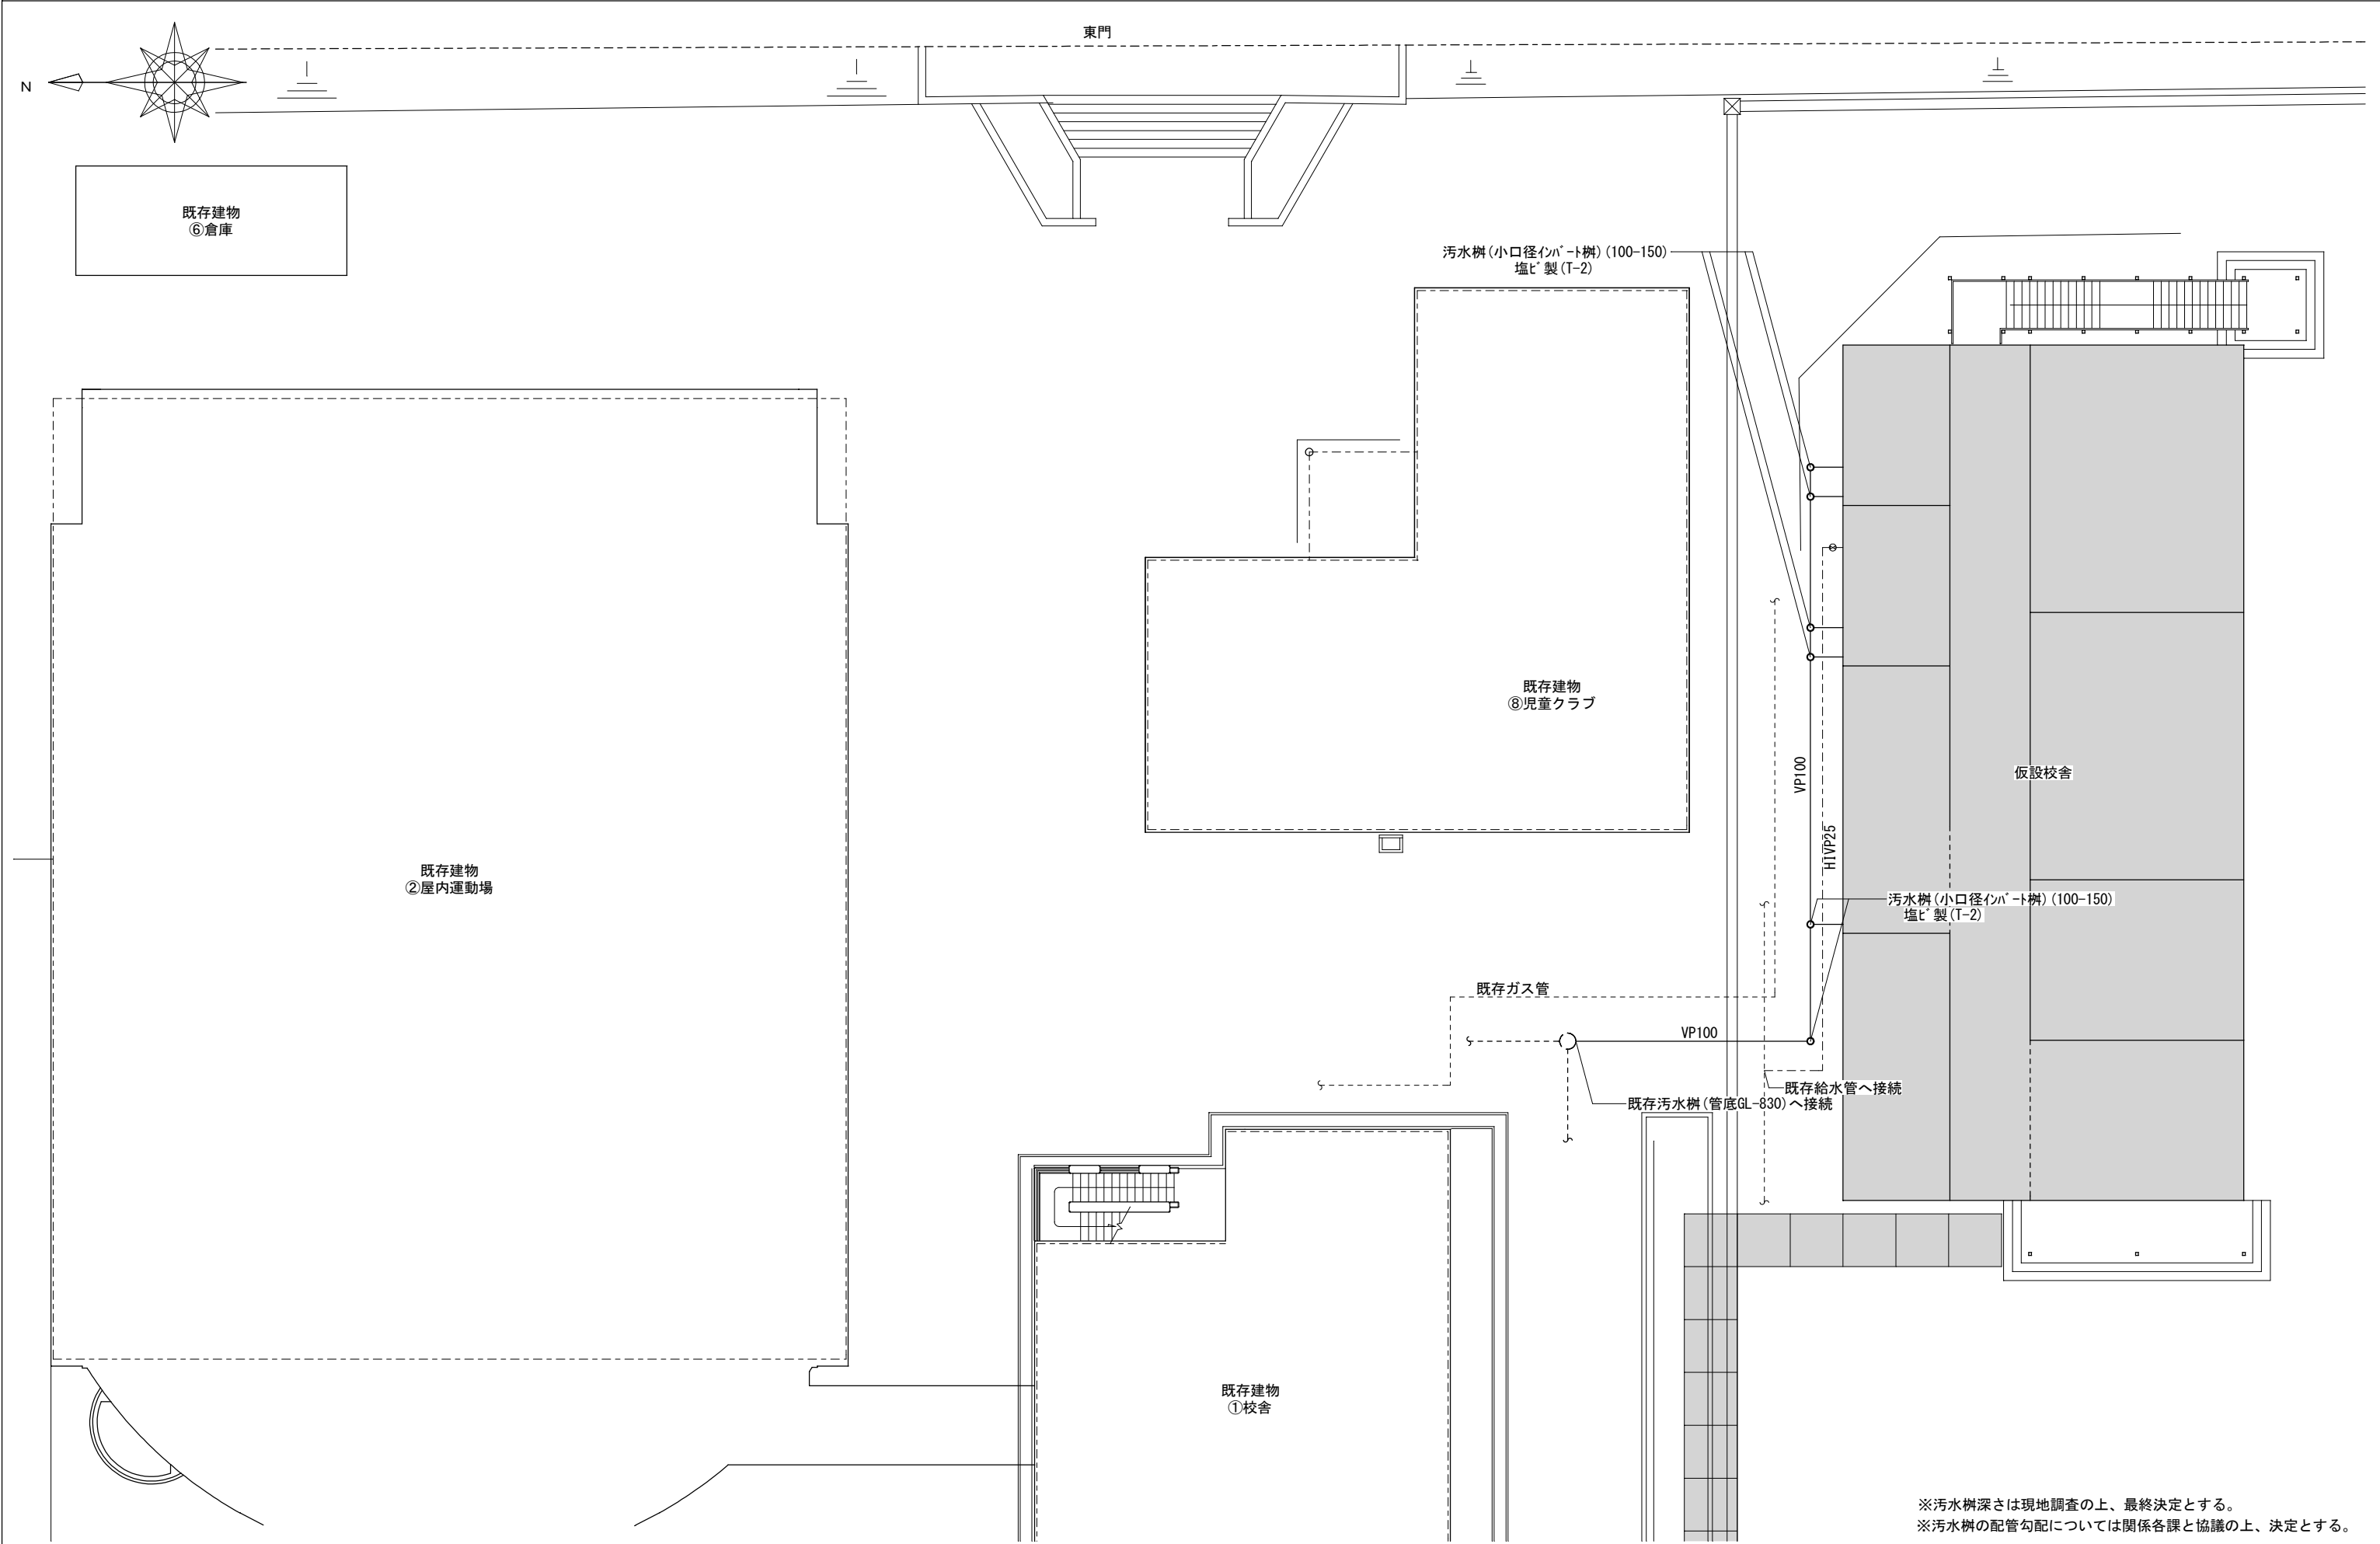 東門
N
既存建物
⑥倉庫
汚水桝(小口径ｲﾝﾊﾞｰﾄ桝)(100-150)
塩ﾋﾞ製(T-2)
既存建物
⑧児童クラブ
VP100
仮設校舎
HIVP25
既存建物
②屋内運動場
汚水桝(小口径ｲﾝﾊﾞｰﾄ桝)(100-150)
塩ﾋﾞ製(T-2)
既存ガス管
VP100
既存給水管へ接続
既存汚水桝(管底GL-830)へ接続
既存建物
①校舎
※汚水桝深さは現地調査の上、最終決定とする。
※汚水桝の配管勾配については関係各課と協議の上、決定とする。